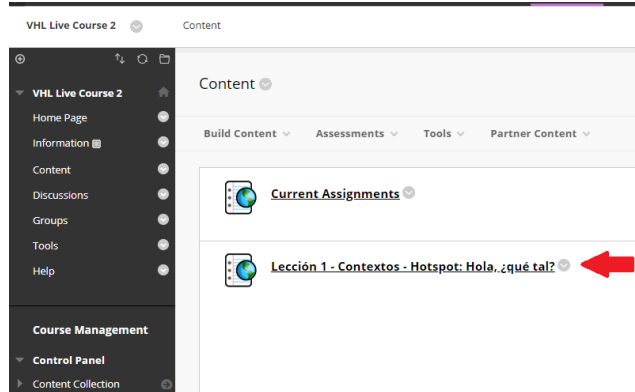 VHL Live Course 2
Content
VHL Live Course 2
Home Page
Information
Content
Discussions
Groups
Tools
Help
Course Management
Control Panel
Content Collection
Content
Build Content
Assessments
Tools
Partner Content
Current Assignments
Lección 1 - Contextos - Hotspot: Hola, ¿qué tal?